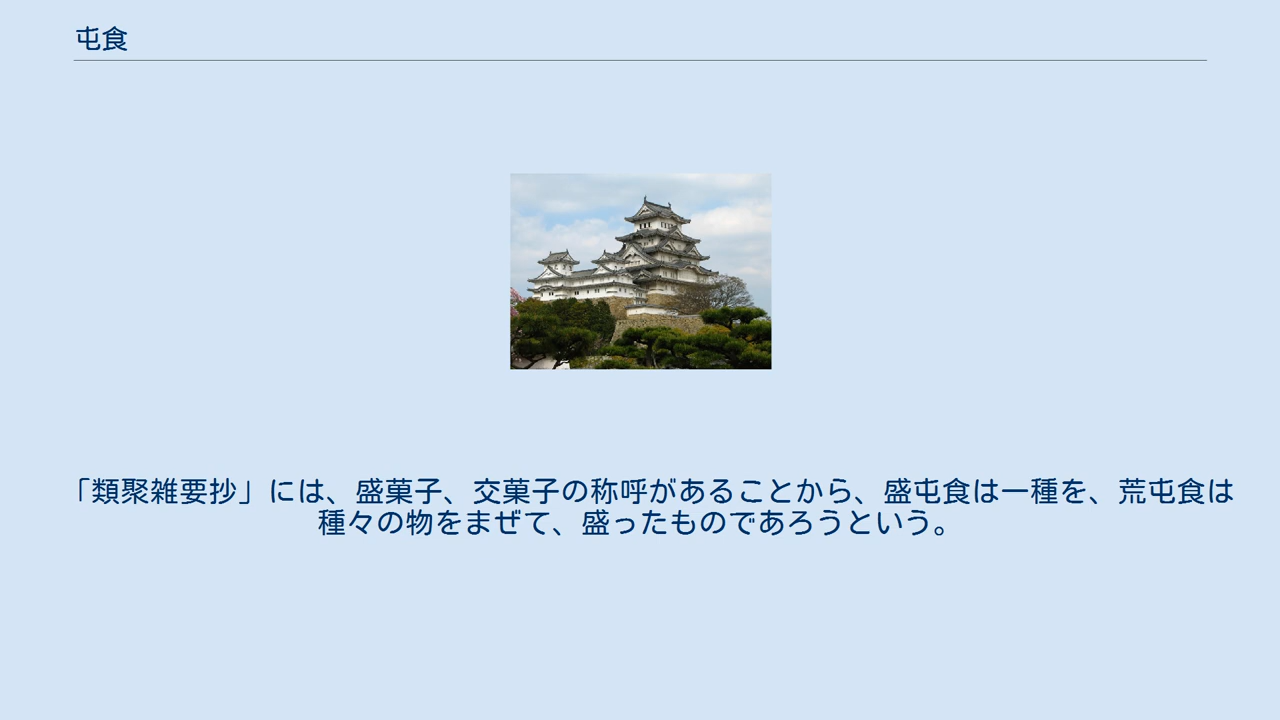 屯食
「類聚雑要抄」には、盛菓子、交菓子の称呼があることから、盛屯食は一種を、荒屯食は
種々の物をまぜて、盛ったものであろうという。